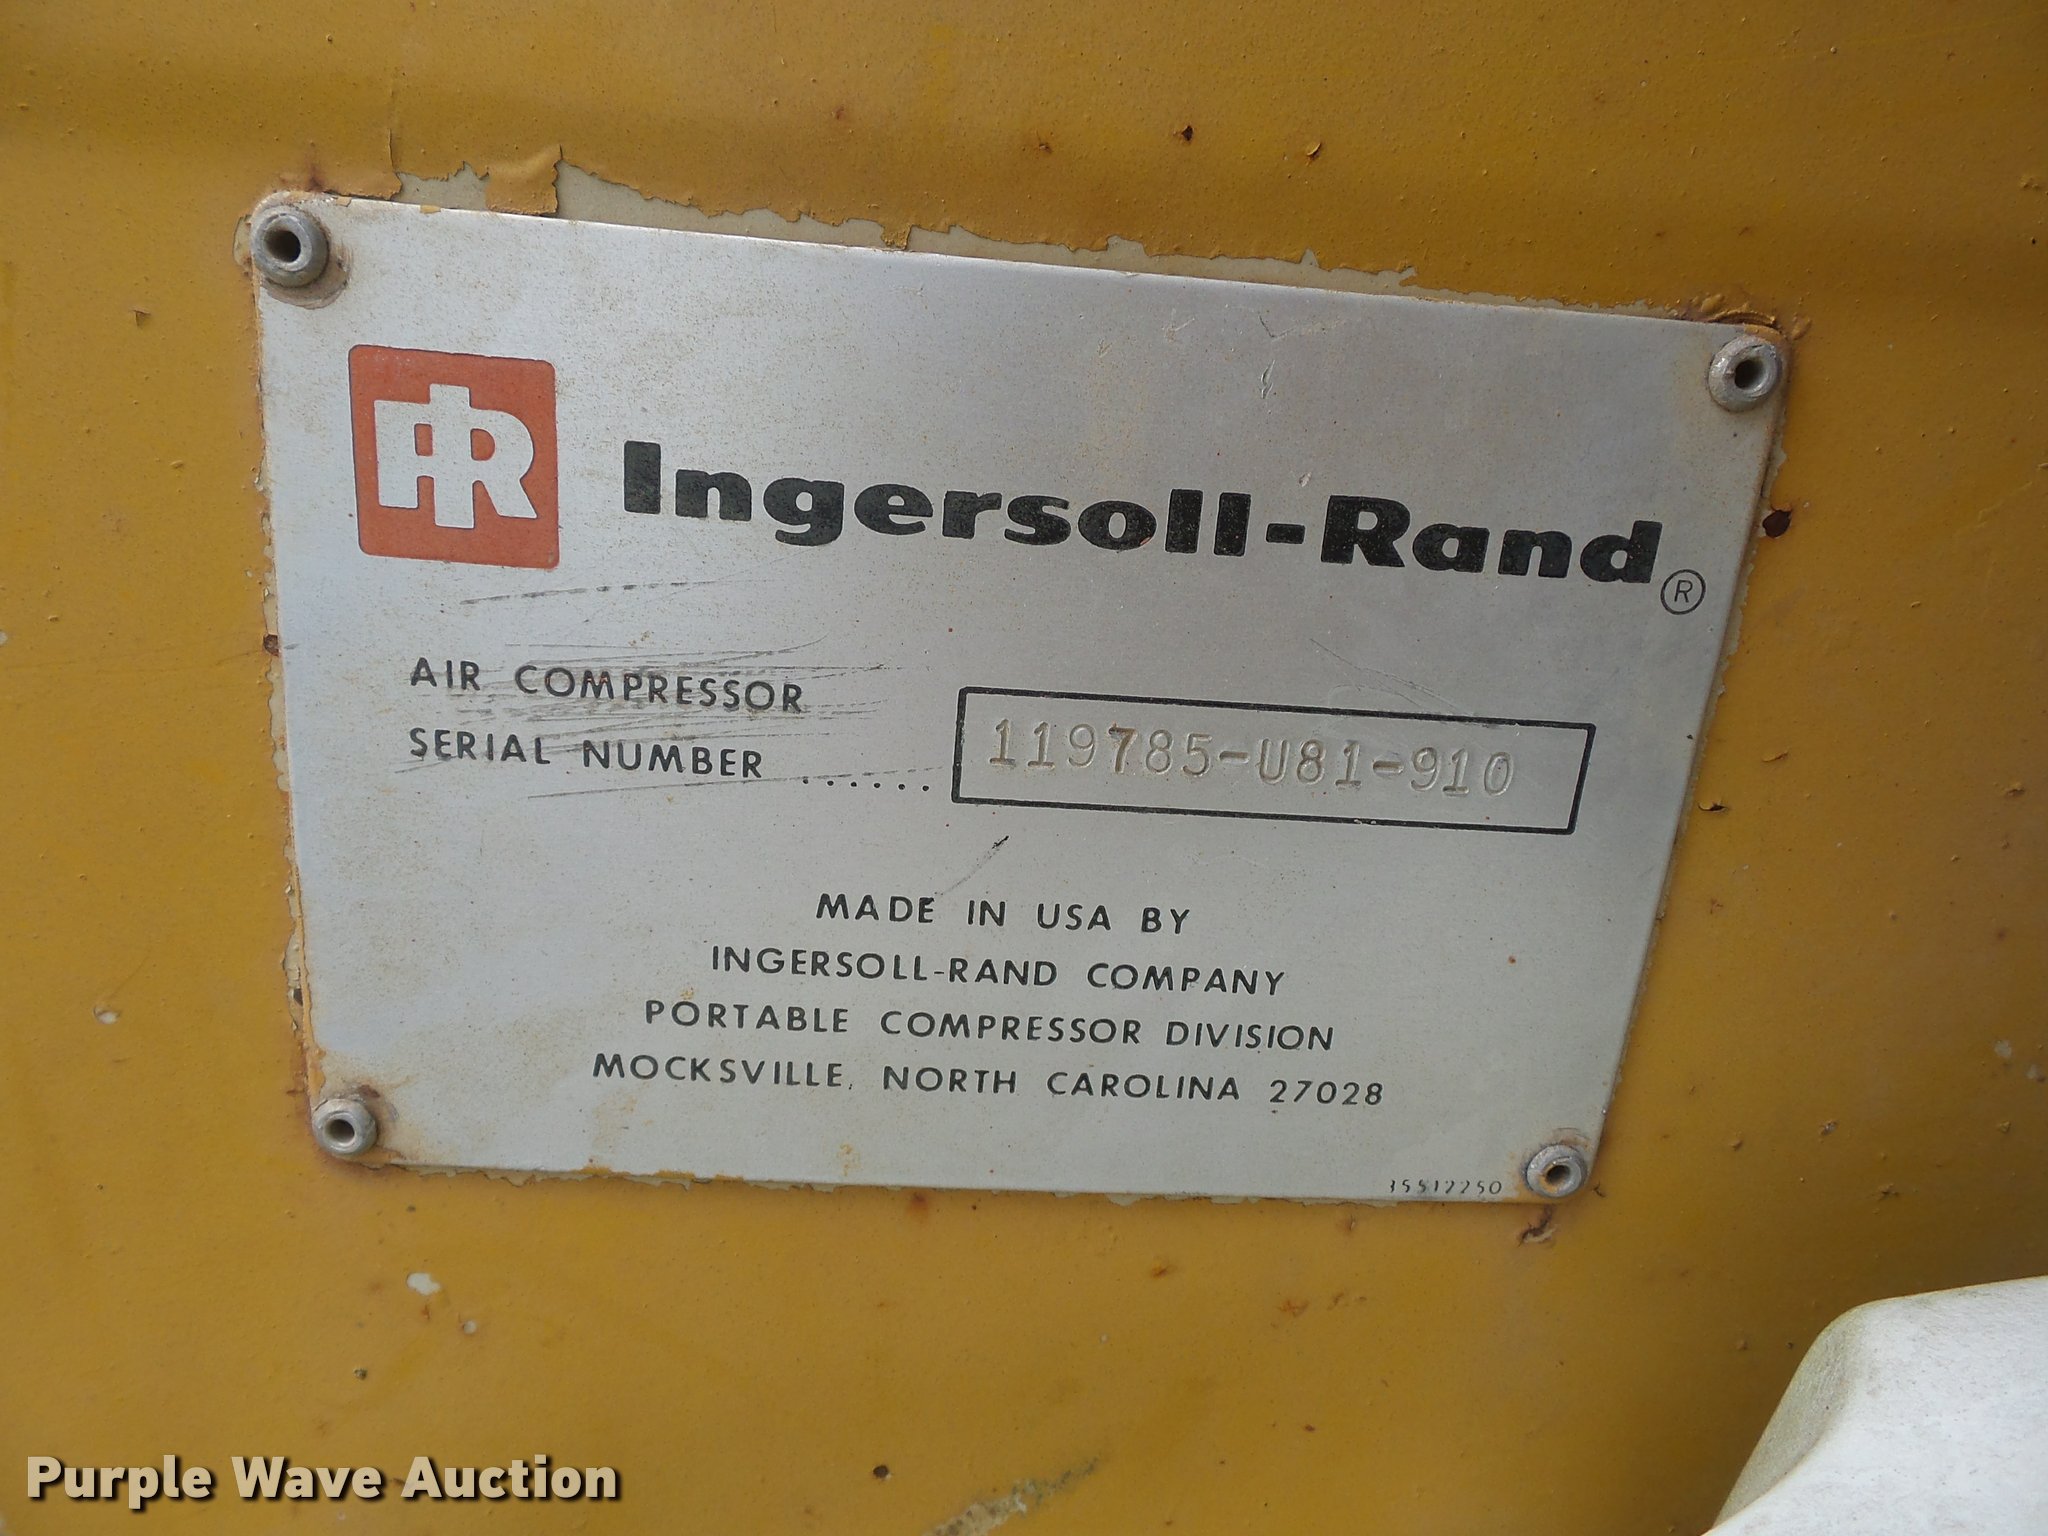 IR Ingersoll-Rand®
AIR COMPRESSOR
SERIAL NUMBER ...... 119785-U81-910
MADE IN USA BY
INGERSOLL-RAND COMPANY
PORTABLE COMPRESSOR DIVISION
MOCKSVILLE, NORTH CAROLINA 27028
Purple Wave Auction